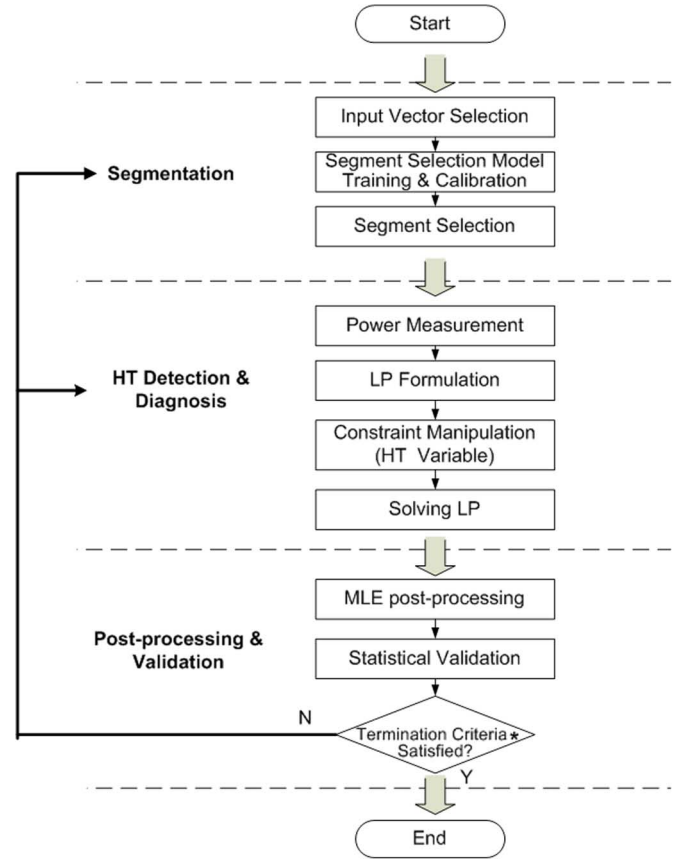 Start
Input Vector Selection
Segment Selection Model
Training & Calibration
Segmentation
Segment Selection
Power Measurement
HT Detection &
Diagnosis
LP Formulation
Constraint Manipulation
(HT Variable)
Solving LP
MLE post-processing
Post-processing &
Validation
Statistical Validation
N
Termination Criteria *
Satisfied?
Y
End